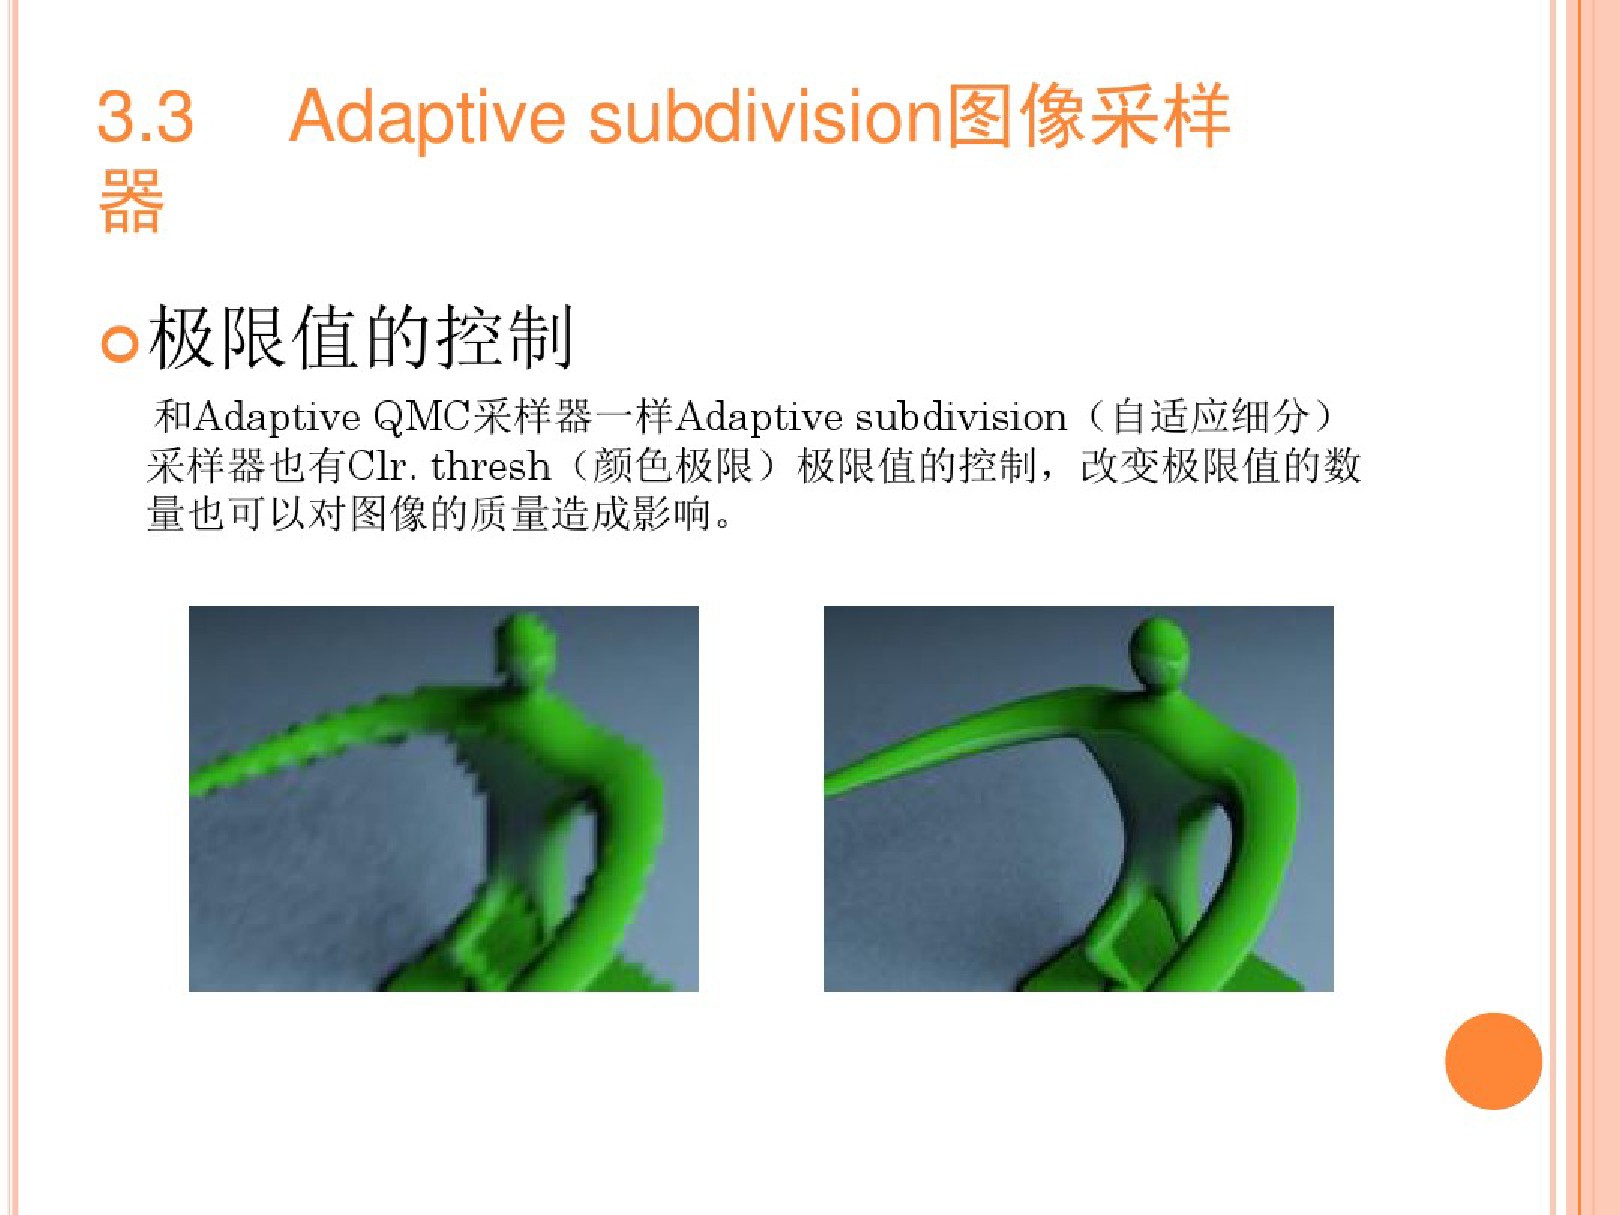 3.3 Adaptive subdivision图像采样
器
极限值的控制
和Adaptive QMC采样器一样Adaptive subdivision（自适应细分）
采样器也有Clr. thresh（颜色极限）极限值的控制，改变极限值的数
量也可以对图像的质量造成影响。